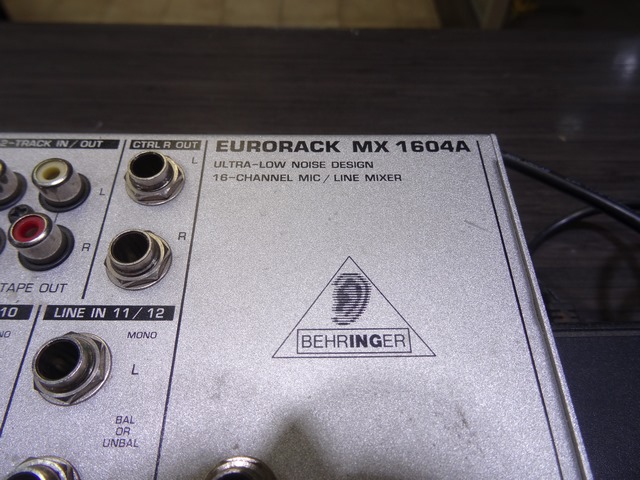 2-TRACK IN/OUT
CTRL R OUT
EURORACK MX 1604A
ULTRA-LOW NOISE DESIGN
16-CHANNEL MIC/LINE MIXER
L
L
R
R
TAPE OUT
10
LINE IN 11/12
MONO
L
BAL
OR
UNBAL
BEHRINGER